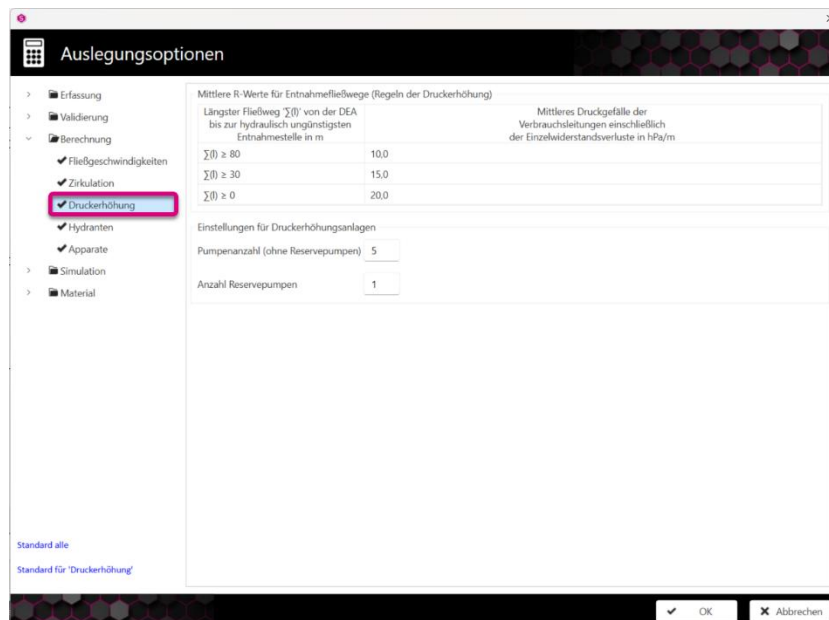 Auslegungsoptionen
Erfassung
Validierung
Berechnung
Fließgeschwindigkeiten
Zirkulation
Druckerhöhung
Hydranten
Apparate
Simulation
Material
Standard alle
Standard für 'Druckerhöhung'
Mittlere R-Werte für Entnahmefließwege (Regeln der Druckerhöhung)
Längster Fließweg '∑(l)' von der DEA
bis zur hydraulisch ungünstigsten
Entnahmestelle in m
Mittleres Druckgefälle der
Verbrauchsleitungen einschließlich
der Einzelwiderstandsverluste in hPa/m
∑(l) ≥ 80 10,0
∑(l) ≥ 30 15,0
∑(l) ≥ 0 20,0
Einstellungen für Druckerhöhungsanlagen
Pumpenanzahl (ohne Reservepumpen) 5
Anzahl Reservepumpen 1
OK Abbrechen